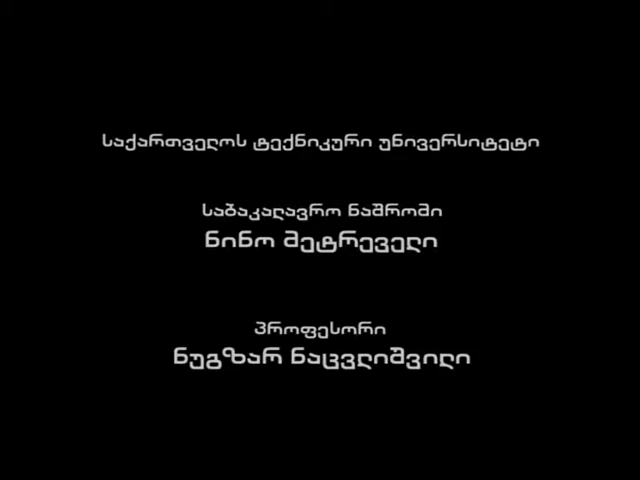 საქართველოს ტექნიკური უნივერსიტეტი
საბაკალავრო ნაშრომი
ნინო მეტრეველი
პროფესორი
ნუგზარ ნაცვლიშვილი